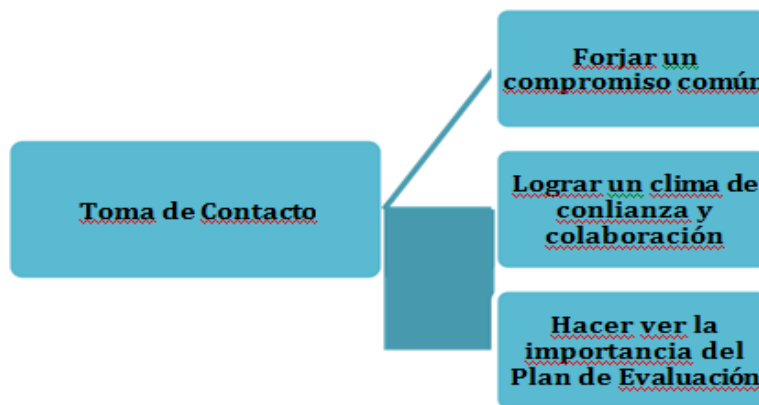 Forjar un
compromiso común
Toma de Contacto
Lograr un clima de
conlianza y
colaboración
Hacer ver la
importancia del
Plan de Evaluación